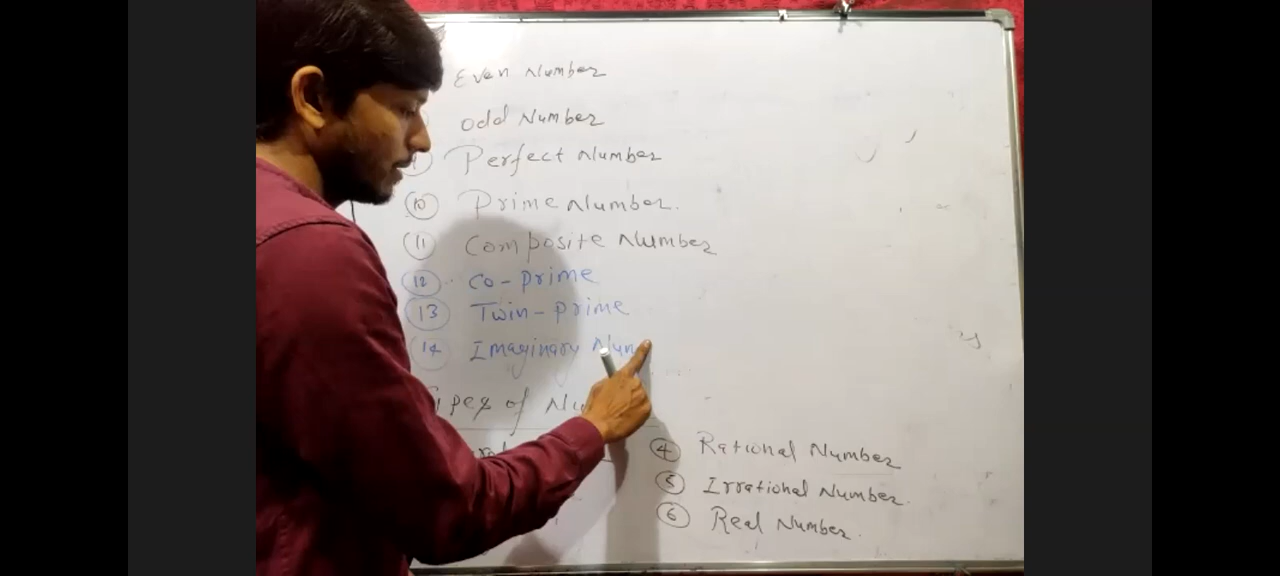 Even Number
Odd Number
Perfect Number
10 Prime Number.
11 Composite Number
12 Co-prime
13 Twin-prime
14 Imaginary
of
4 Rational Number
5 Irrational Number.
6 Real Number.